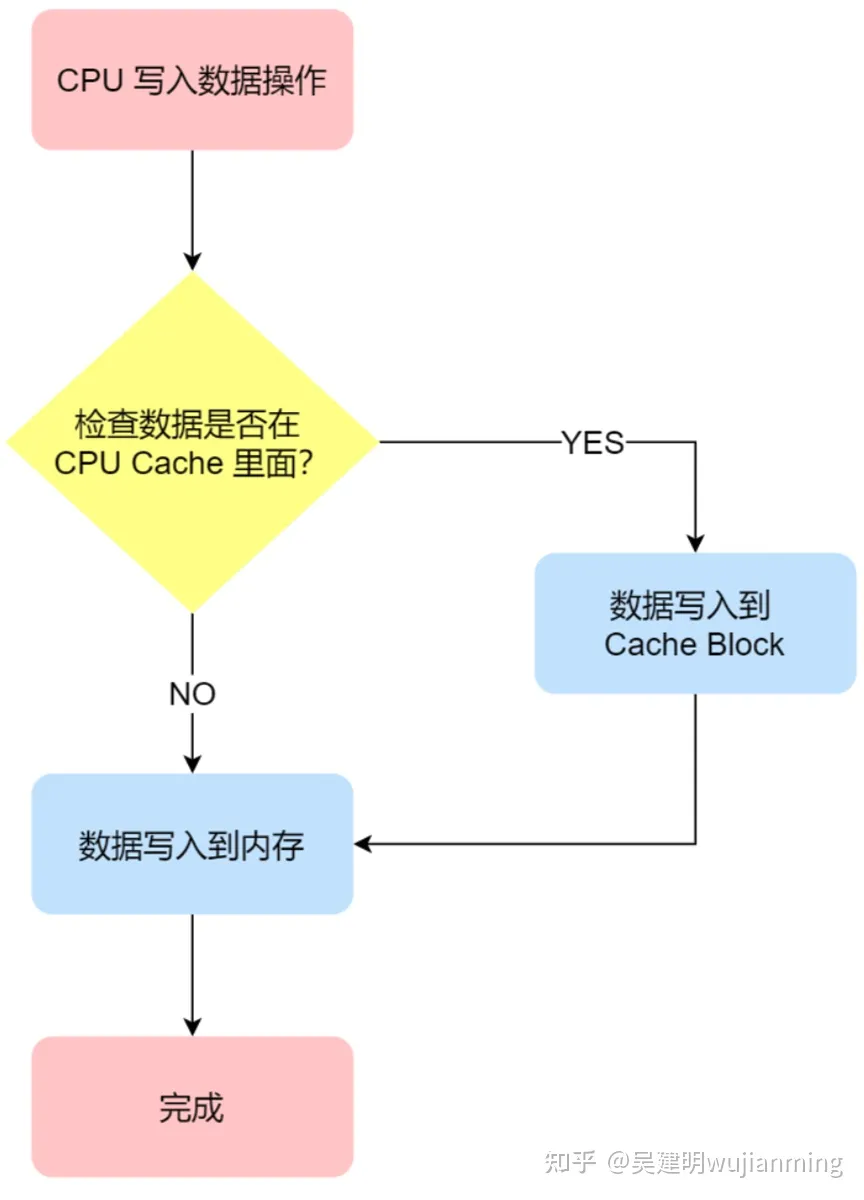 CPU 写入数据操作
检查数据是否在
CPU Cache 里面?
YES
数据写入到
Cache Block
NO
数据写入到内存
完成
知乎 @吴建明wujianming